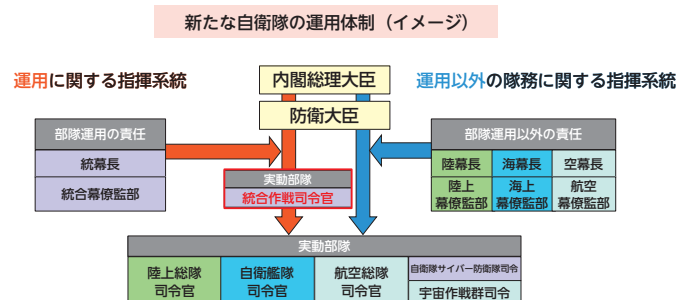 新たな自衛隊の運用体制（イメージ）
運用に関する指揮系統
内閣総理大臣
運用以外の隊務に関する指揮系統
防衛大臣
部隊運用の責任
統幕長
統合幕僚監部
部隊運用以外の責任
陸幕長 海幕長 空幕長
陸上 海上 航空
幕僚監部 幕僚監部 幕僚監部
実動部隊
統合作戦司令官
実動部隊
陸上総隊
司令官
自衛艦隊
司令官
航空総隊
司令官
自衛隊サイバー防衛隊司令
宇宙作戦群司令